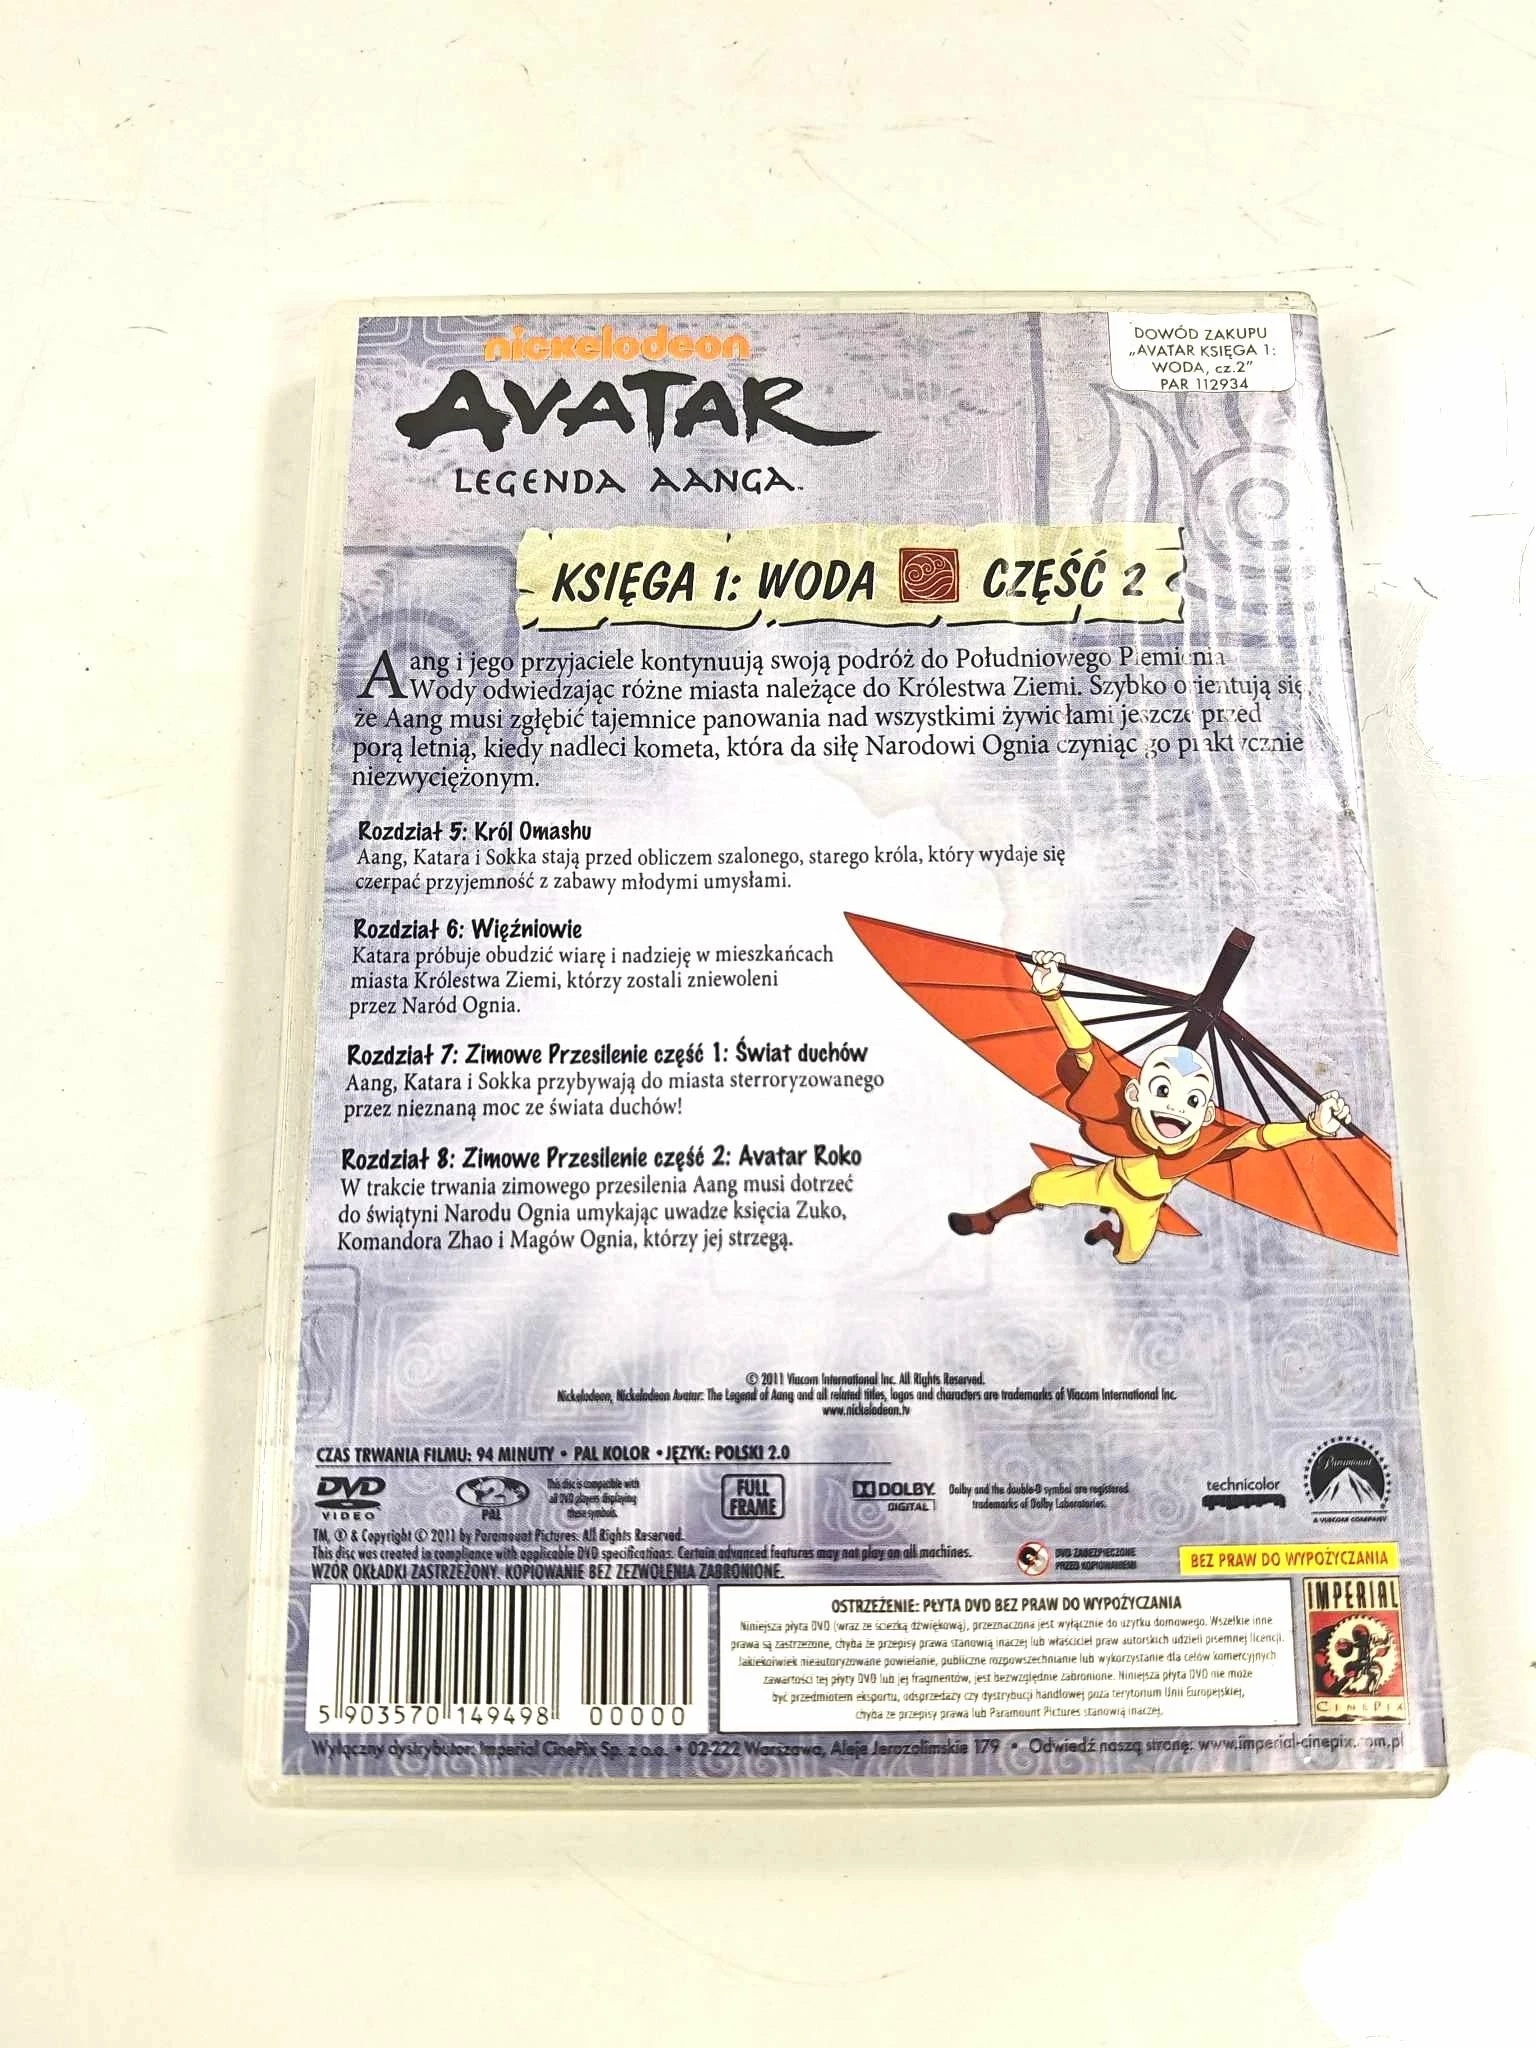 nickelodeon
AVATAR
LEGENDA AANGA™
DOWÓD ZAKUPU
„AVATAR KSIĘGA 1:
WODA, cz.2”
PAR 112934
KSIĘGA 1: WODA CZĘŚĆ 2
Aang i jego przyjaciele kontynuują swoją podróż do Południowego Plemienia
Wody odwiedzając różne miasta należące do Królestwa Ziemi. Szybko orientują się,
że Aang musi zgłębić tajemnice panowania nad wszystkimi żywiołami jeszcze przed
porą letnią, kiedy nadleci kometa, która da siłę Narodowi Ognia czyniąc go praktycznie
niezwyciężonym.
Rozdział 5: Król Omashu
Aang, Katara i Sokka stają przed obliczem szalonego, starego króla, który wydaje się
czerpać przyjemność z zabawy młodymi umysłami.
Rozdział 6: Więźniowie
Katara próbuje obudzić wiarę i nadzieję w mieszkańcach
miasta Królestwa Ziemi, którzy zostali zniewoleni
przez Naród Ognia.
Rozdział 7: Zimowe Przesilenie część 1: Świat duchów
Aang, Katara i Sokka przybywają do miasta sterroryzowanego
przez nieznaną moc ze świata duchów!
Rozdział 8: Zimowe Przesilenie część 2: Avatar Roko
W trakcie trwania zimowego przesilenia Aang musi dotrzeć
do świątyni Narodu Ognia umykając uwadze księcia Zuko,
Komandora Zhao i Magów Ognia, którzy jej strzegą.
© 2011 Viacom International Inc. All Rights Reserved.
Nickelodeon, Nickelodeon Avatar: The Legend of Aang and all related titles, logos and characters are trademarks of Viacom International Inc.
www.nickelodeon.tv
CZAS TRWANIA FILMU: 94 MINUTY • PAL KOLOR • JĘZYK: POLSKI 2.0
DVD
VIDEO
2
PAL
This disc is compatible with
all DVD players displaying
these symbols.
FULL
FRAME
DOLBY
DIGITAL
Dolby and the double-D symbol are registered
trademarks of Dolby Laboratories.
technicolor
Paramount
A VIACOM COMPANY
TM, ® & Copyright © 2011 by Paramount Pictures. All Rights Reserved.
This disc was created in compliance with applicable DVD specifications. Certain advanced features may not play on all machines.
WZÓR OKŁADKI ZASTRZEŻONY. KOPIOWANIE BEZ ZEZWOLENIA ZABRONIONE.
DVD ZABEZPIECZONE
PRZED KOPIOWANIEM
BEZ PRAW DO WYPOŻYCZANIA
5 903570 149498
00000
OSTRZEŻENIE: PŁYTA DVD BEZ PRAW DO WYPOŻYCZANIA
Niniejsza płyta DVD (wraz ze ścieżką dźwiękową), przeznaczona jest wyłącznie do użytku domowego. Wszelkie inne
prawa są zastrzeżone, chyba że przepisy prawa stanowią inaczej lub właściciel praw autorskich udzieli pisemnej licencji.
Jakiekolwiek nieautoryzowane powielanie, publiczne rozpowszechnianie lub wykorzystanie dla celów komercyjnych
zawartości tej płyty DVD lub jej fragmentów, jest bezwzględnie zabronione. Niniejsza płyta DVD nie może
być przedmiotem eksportu, odsprzedaży czy dystrybucji handlowej poza terytorium Unii Europejskiej,
chyba że przepisy prawa lub Paramount Pictures stanowią inaczej.
IMPERIAL
CINEPIX
Wyłączny dystrybutor: Imperial CinePix Sp. z o.o. • 02-222 Warszawa, Aleje Jerozolimskie 179 • Odwiedź naszą stronę: www.imperial-cinepix.com.pl